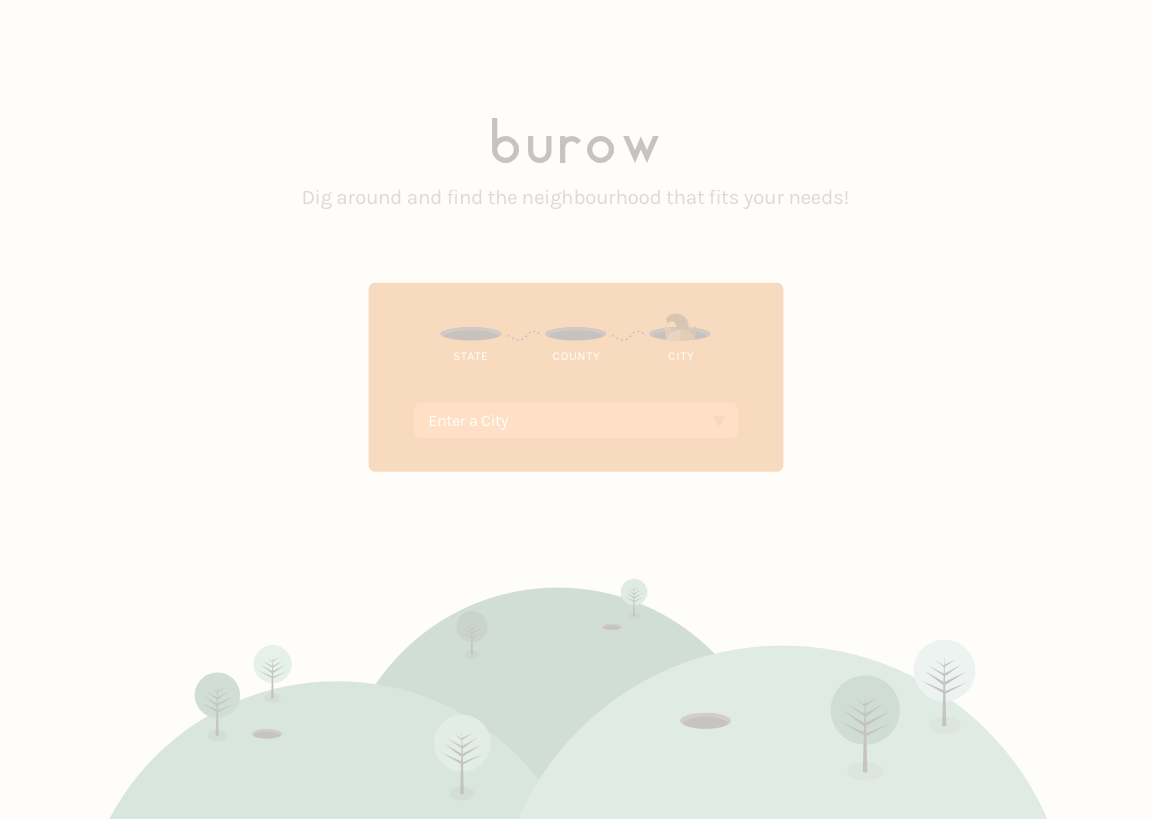 burow
Dig around and find the neighbourhood that fits your needs!
STATE COUNTY CITY
Enter a City